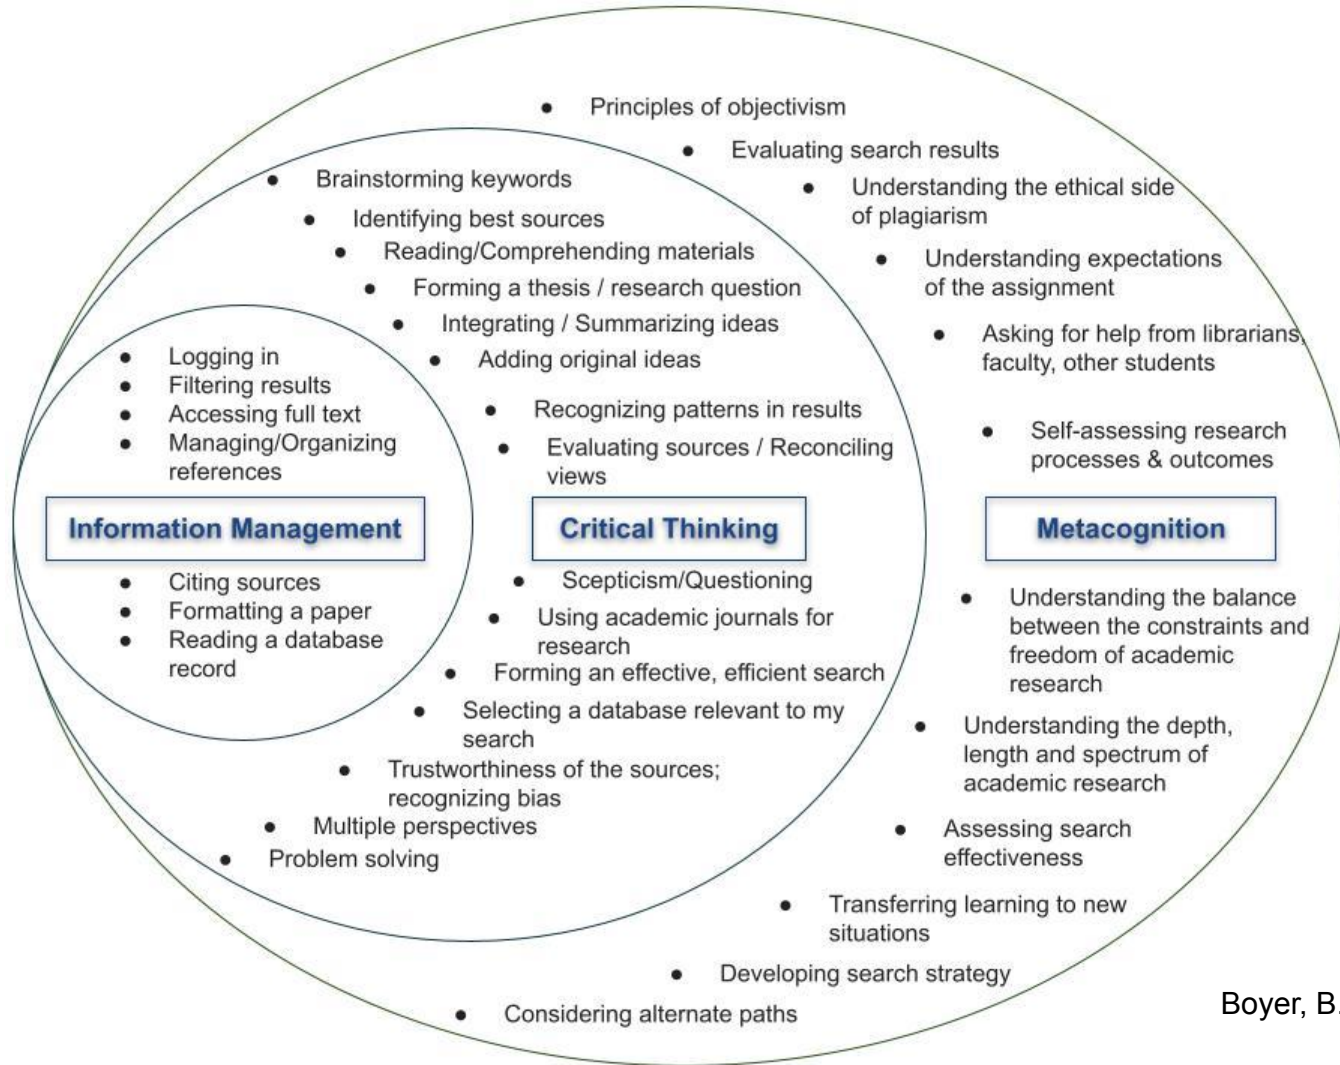 ● Principles of objectivism
● Evaluating search results
● Understanding the ethical side
of plagiarism
● Understanding expectations
of the assignment
● Asking for help from librarians,
faculty, other students
● Self-assessing research
processes & outcomes
Metacognition
● Understanding the balance
between the constraints and
freedom of academic
research
● Understanding the depth,
length and spectrum of
academic research
● Assessing search
effectiveness
● Transferring learning to new
situations
● Developing search strategy
● Considering alternate paths
● Brainstorming keywords
● Identifying best sources
● Reading/Comprehending materials
● Forming a thesis / research question
● Integrating / Summarizing ideas
● Adding original ideas
● Recognizing patterns in results
● Evaluating sources / Reconciling
views
Critical Thinking
● Scepticism/Questioning
● Using academic journals for
research
● Forming an effective, efficient search
● Selecting a database relevant to my
search
● Trustworthiness of the sources;
recognizing bias
● Multiple perspectives
● Problem solving
● Logging in
● Filtering results
● Accessing full text
● Managing/Organizing
references
Information Management
● Citing sources
● Formatting a paper
● Reading a database
record
Boyer, B.